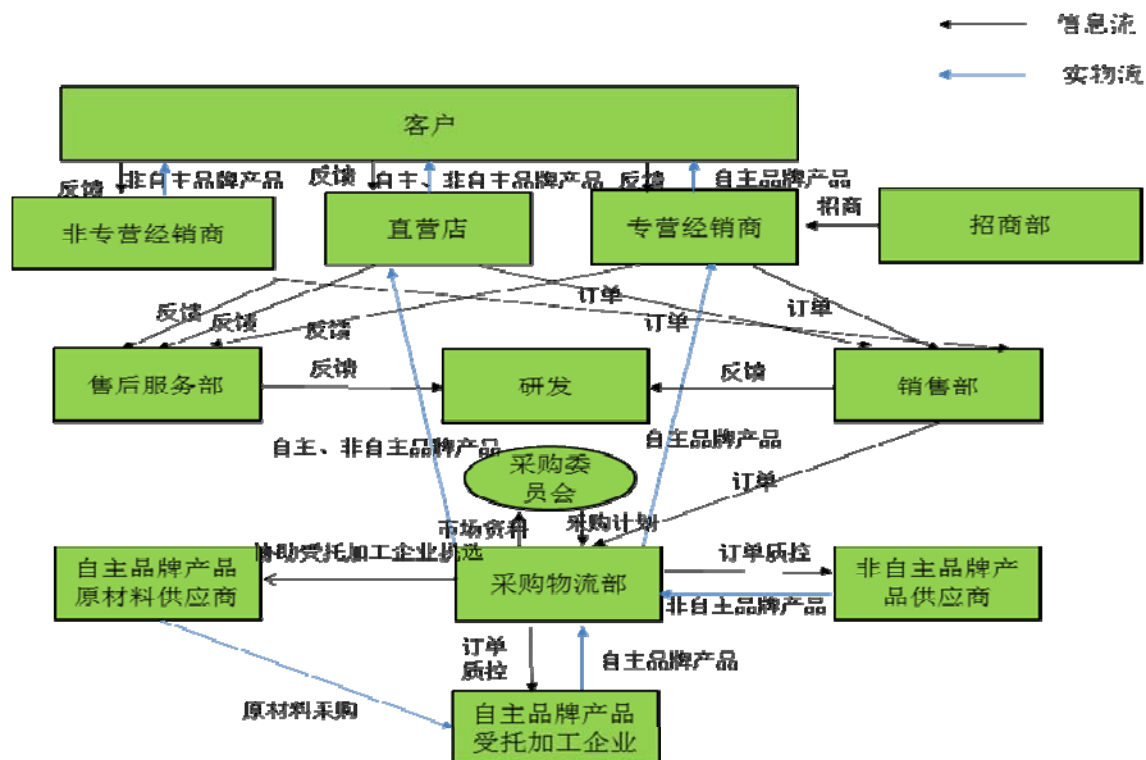 信息流
实物流
客户
反馈
非自主品牌产品
反馈
自主、非自主品牌产品
反馈
自主品牌产品
非专营经销商
直营店
专营经销商
招商
招商部
反馈
反馈
反馈
订单
订单
订单
售后服务部
反馈
研发
反馈
销售部
自主、非自主品牌产品
自主品牌产品
采购委
员会
订单
市场资料
采购计划
协助受托加工企业挑选
订单质控
自主品牌产品
原材料供应商
采购物流部
非自主品牌产
品供应商
非自主品牌产品
订单
质控
自主品牌产品
原材料采购
自主品牌产品
受托加工企业